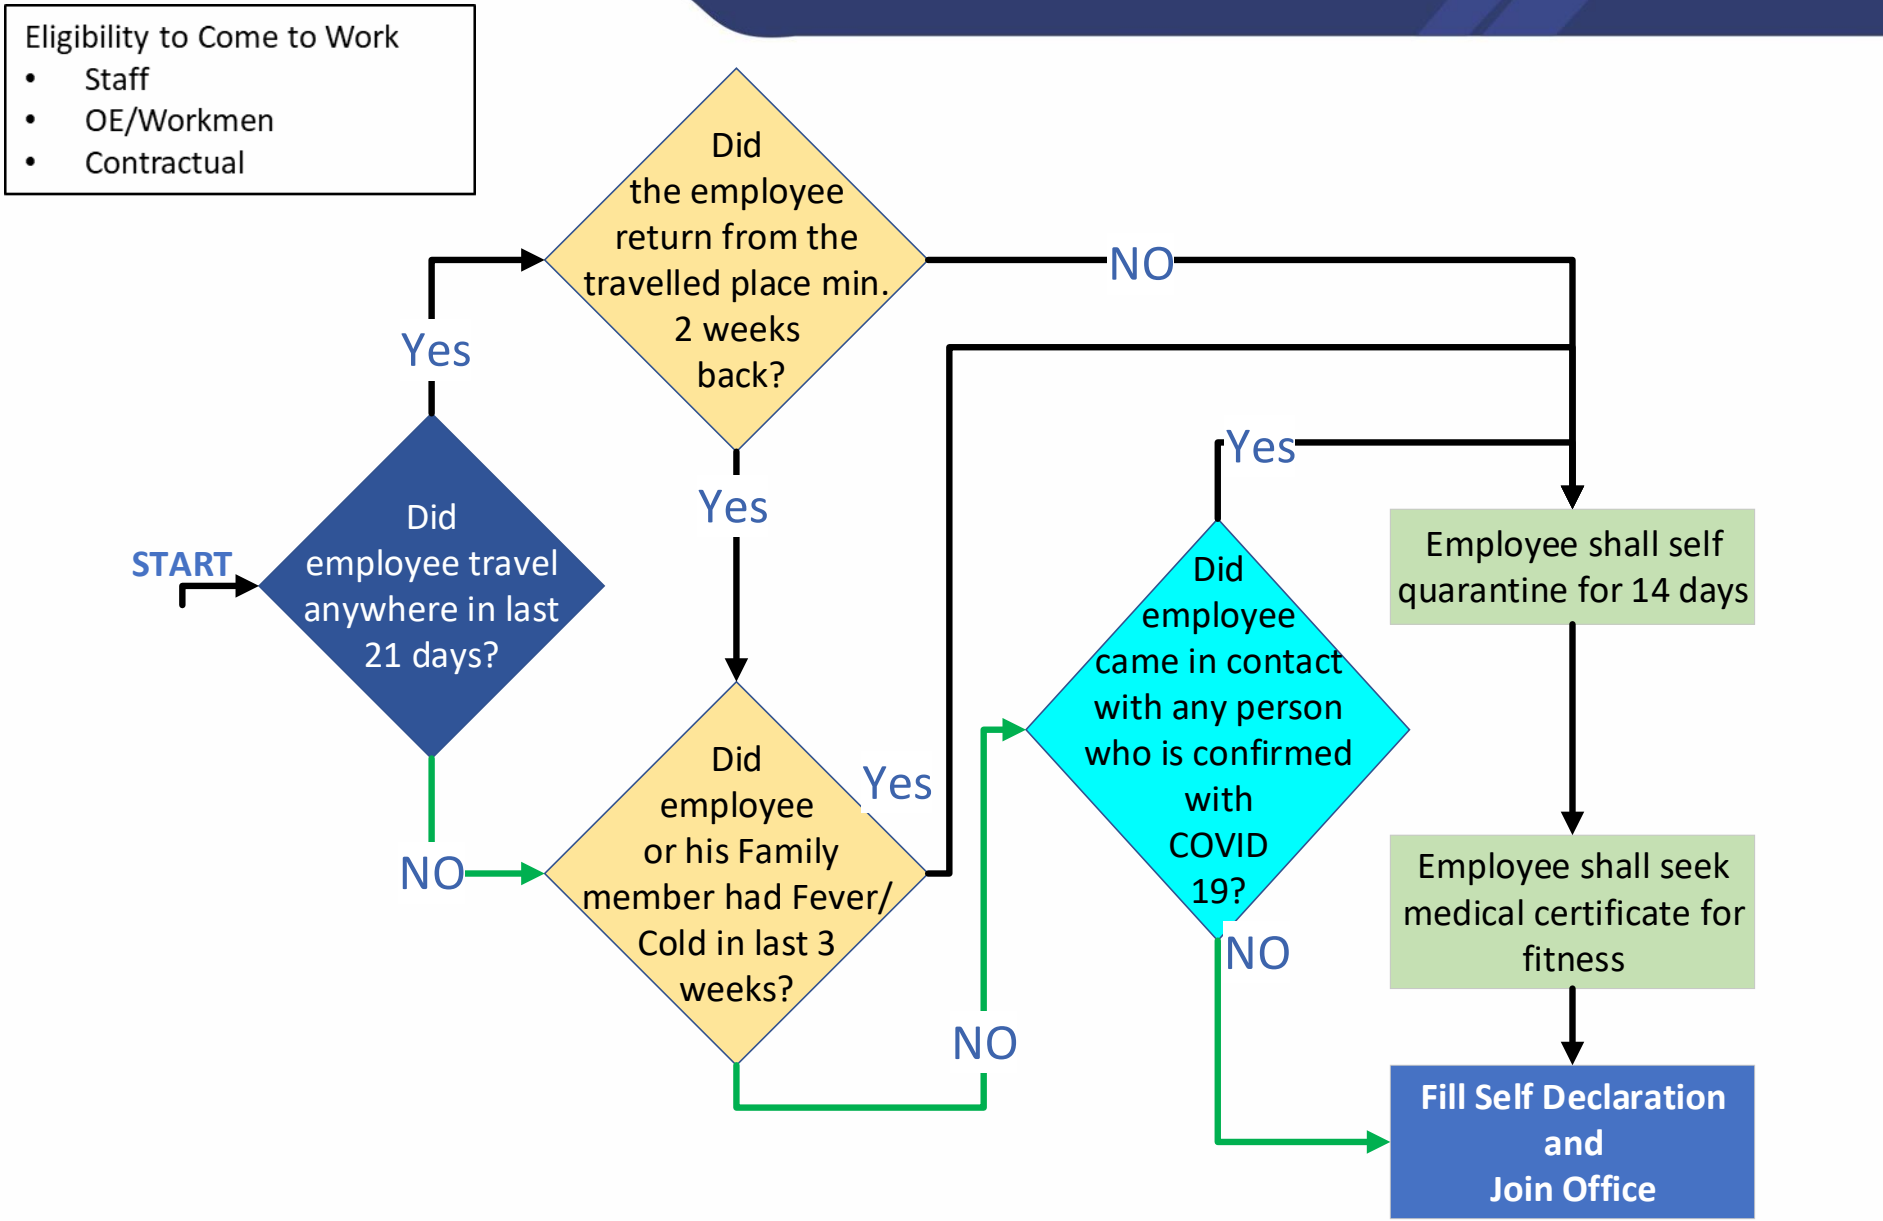 Eligibility to Come to Work
• Staff
• OE/Workmen
• Contractual
START
Did
employee travel
anywhere in last
21 days?
Yes
NO
Did
the employee
return from the
travelled place min.
2 weeks
back?
NO
Yes
Did
employee
or his Family
member had Fever/
Cold in last 3
weeks?
Yes
NO
Did
employee
came in contact
with any person
who is confirmed
with
COVID
19?
Yes
NO
Employee shall self
quarantine for 14 days
Employee shall seek
medical certificate for
fitness
Fill Self Declaration
and
Join Office